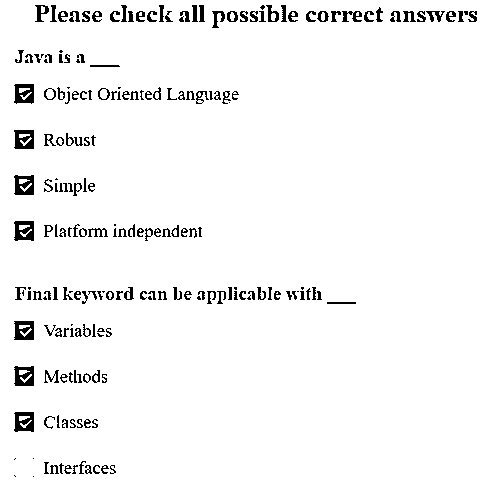 Please check all possible correct answers
Java is a ___
Object Oriented Language
Robust
Simple
Platform independent
Final keyword can be applicable with ___
Variables
Methods
Classes
Interfaces